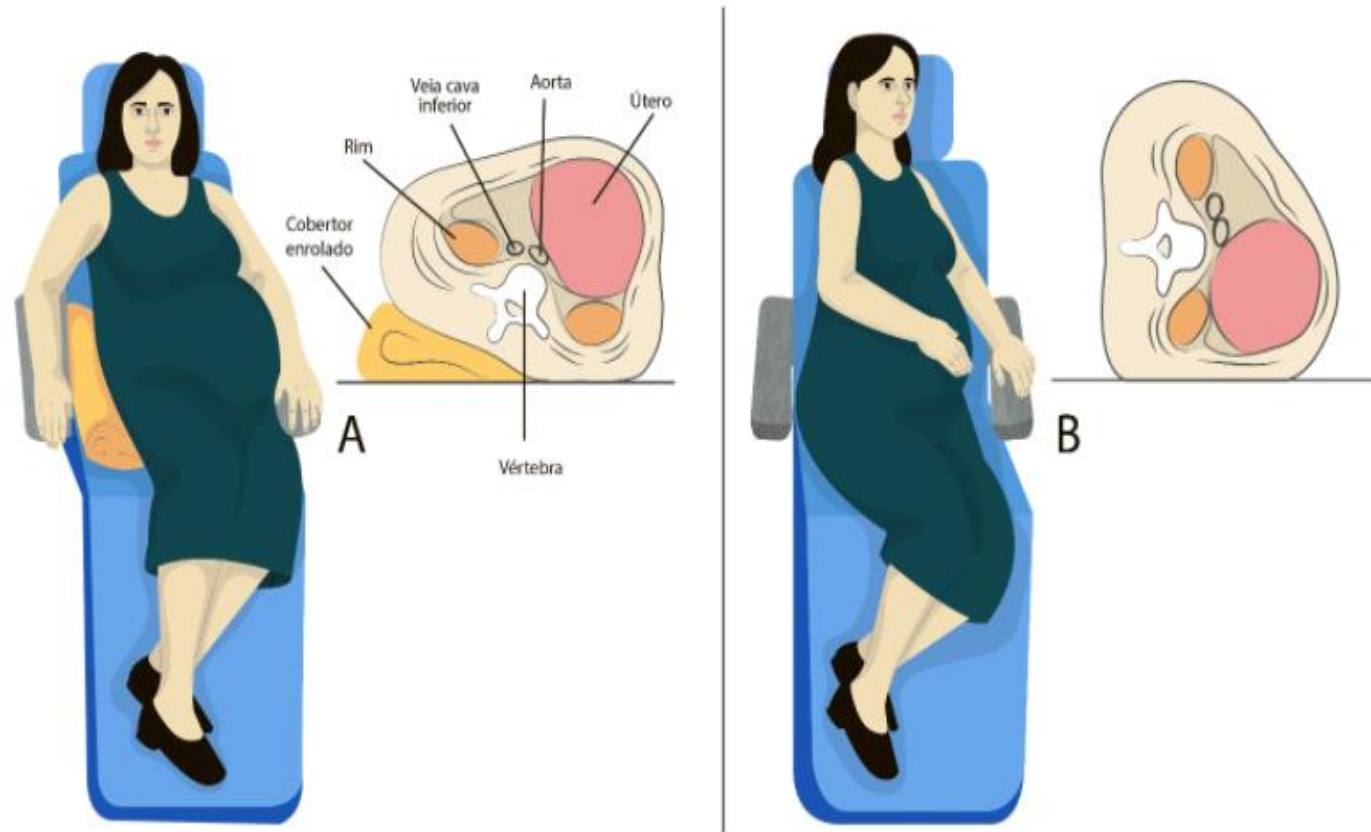 Veia cava
inferior
Aorta
Útero
Rim
Cobertor
enrolado
A
Vértebra
B